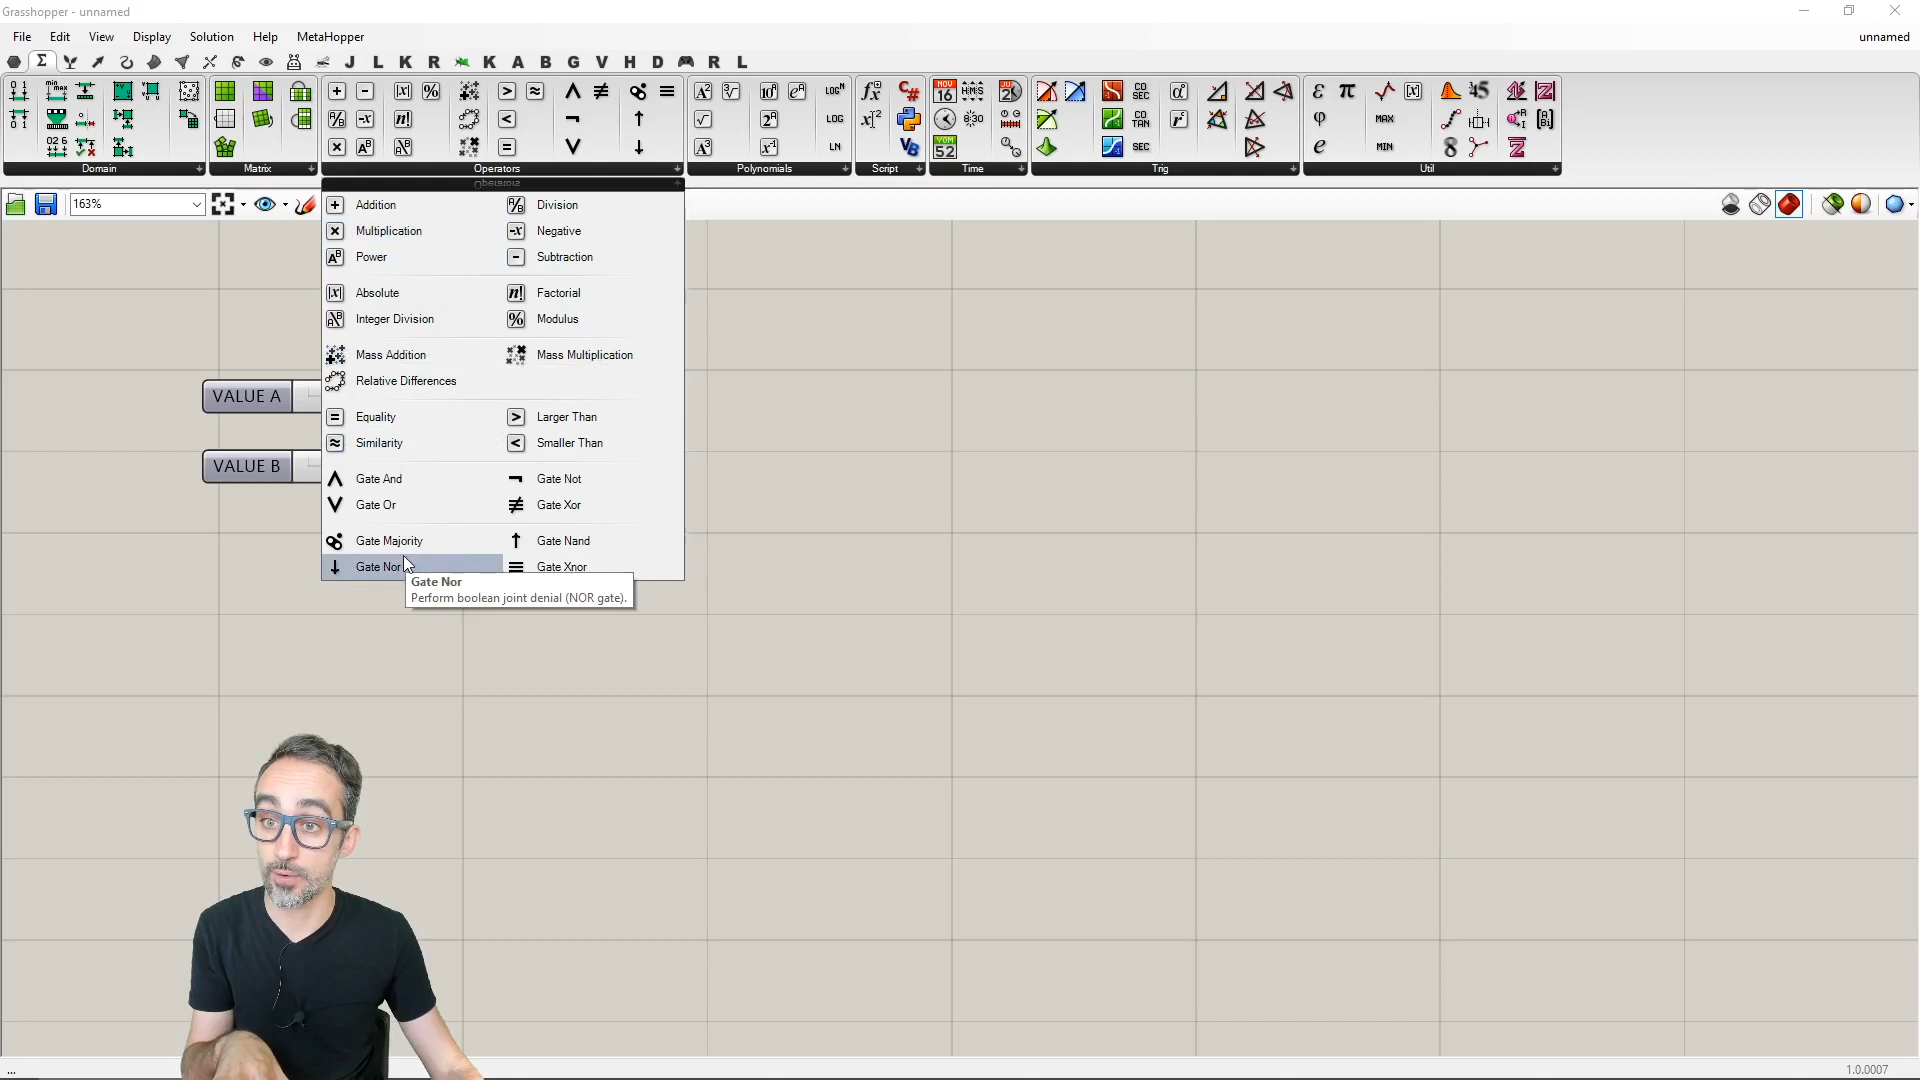 Grasshopper - unnamed
File Edit View Display Solution Help MetaHopper
unnamed
J L K R K A B G V H D R L
Domain
Matrix
Operators
Polynomials
Script
Time
Trig
Util
Operators
163%
Addition
Division
Multiplication
Negative
Power
Subtraction
Absolute
Factorial
Integer Division
Modulus
Mass Addition
Mass Multiplication
Relative Differences
Equality
Larger Than
Similarity
Smaller Than
Gate And
Gate Not
Gate Or
Gate Xor
Gate Majority
Gate Nand
Gate Nor
Gate Xnor
Gate Nor
Perform boolean joint denial (NOR gate).
VALUE A
VALUE B
...
1.0.0007